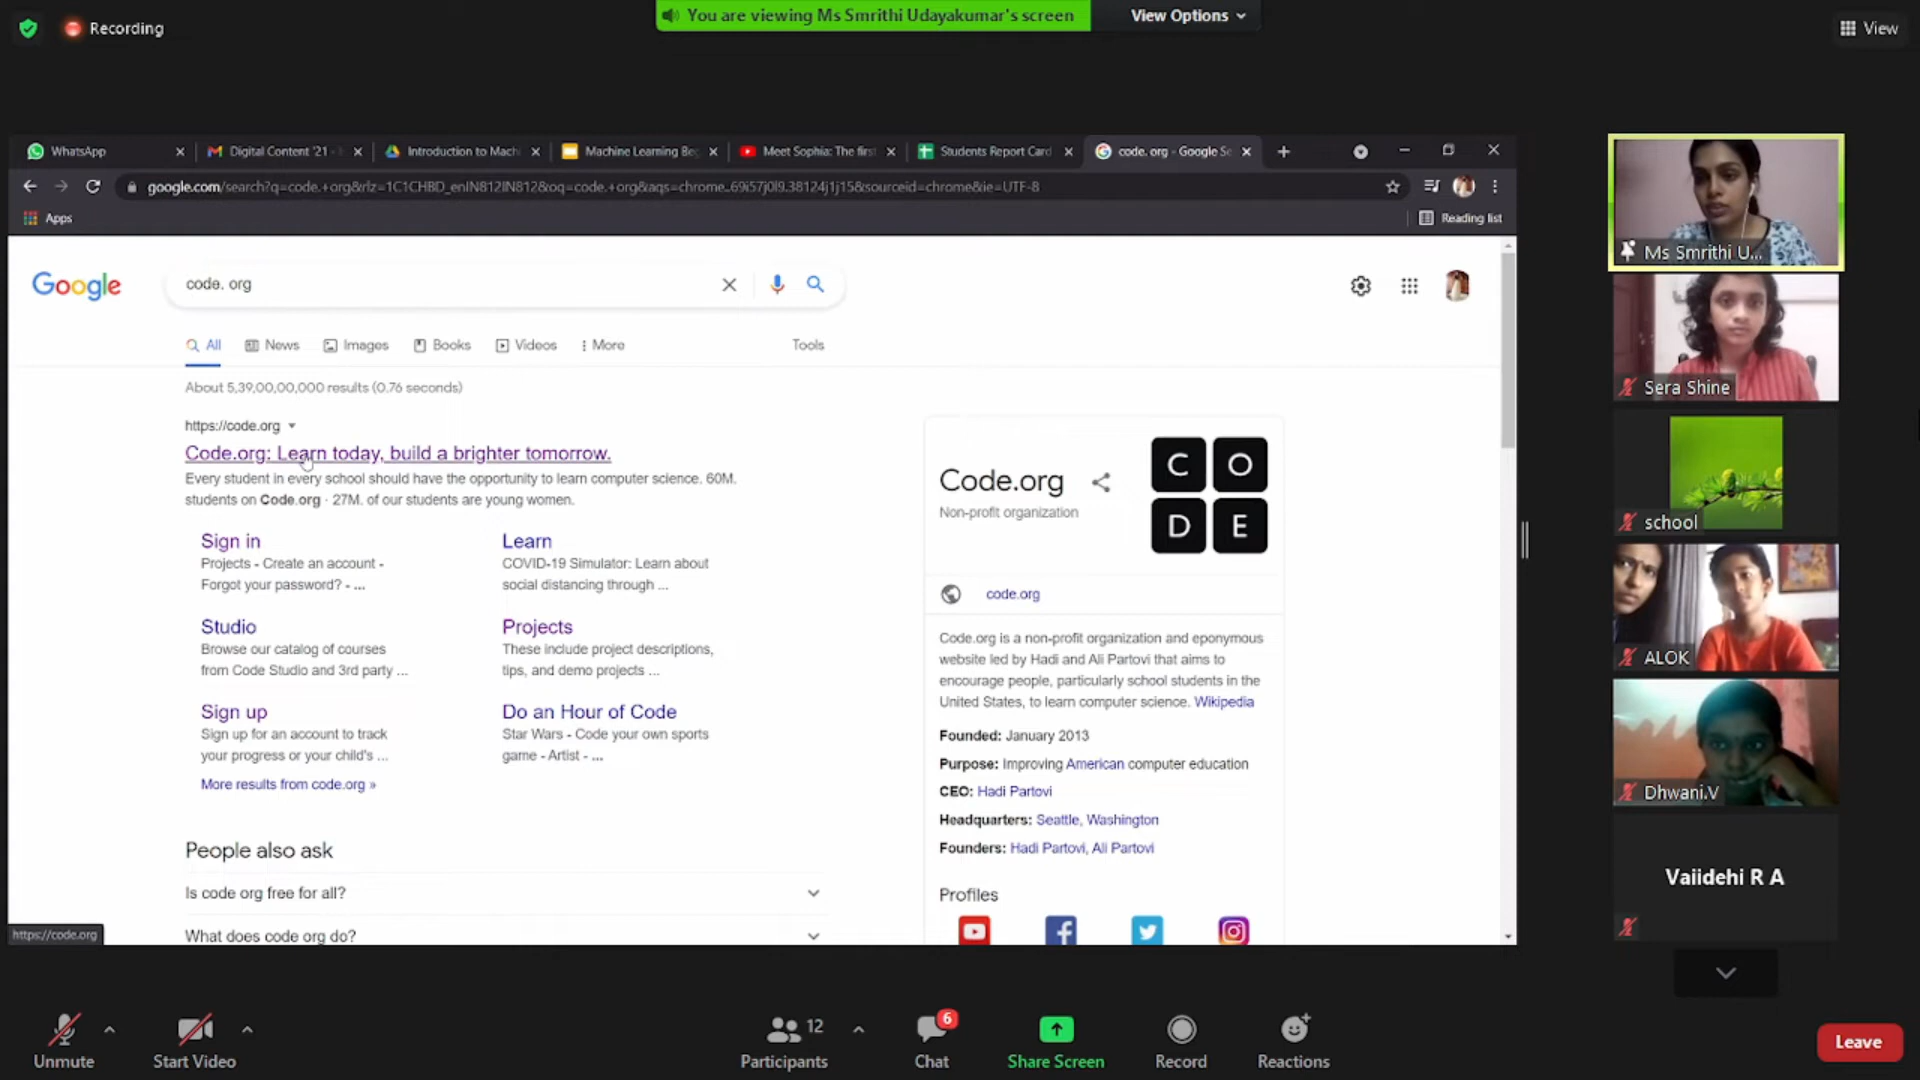 Recording
You are viewing Ms Smrithi Udayakumar's screen
View Options
View
WhatsApp
Digital Content '21 -
Introduction to Mach
Machine Learning Be
Meet Sophia: The first
Students Report Card
code. org - Google Se
google.com/search?q=code.+org&rlz=1C1CHBD_enIN812IN812&oq=code.+org&aqs=chrome..69i57j0l9.38124j1j15&sourceid=chrome&ie=UTF-8
Apps
Reading list
Google
code. org
All
News
Images
Books
Videos
More
Tools
About 5,39,00,00,000 results (0.76 seconds)
https://code.org
Code.org: Learn today, build a brighter tomorrow.
Every student in every school should have the opportunity to learn computer science. 60M.
students on Code.org · 27M. of our students are young women.
Sign in
Projects - Create an account -
Forgot your password? - ...
Learn
COVID-19 Simulator: Learn about
social distancing through ...
Studio
Browse our catalog of courses
from Code Studio and 3rd party ...
Projects
These include project descriptions,
tips, and demo projects ...
Sign up
Sign up for an account to track
your progress or your child's ...
Do an Hour of Code
Star Wars - Code your own sports
game - Artist - ...
More results from code.org »
People also ask
Is code org free for all?
What does code org do?
https://code.org
Code.org
Non-profit organization
C O
D E
code.org
Code.org is a non-profit organization and eponymous
website led by Hadi and Ali Partovi that aims to
encourage people, particularly school students in the
United States, to learn computer science. Wikipedia
Founded: January 2013
Purpose: Improving American computer education
CEO: Hadi Partovi
Headquarters: Seattle, Washington
Founders: Hadi Partovi, Ali Partovi
Profiles
Ms Smrithi U...
Sera Shine
school
ALOK
Dhwani.V
Vaiidehi R A
Unmute
Start Video
12
Participants
6
Chat
Share Screen
Record
Reactions
Leave